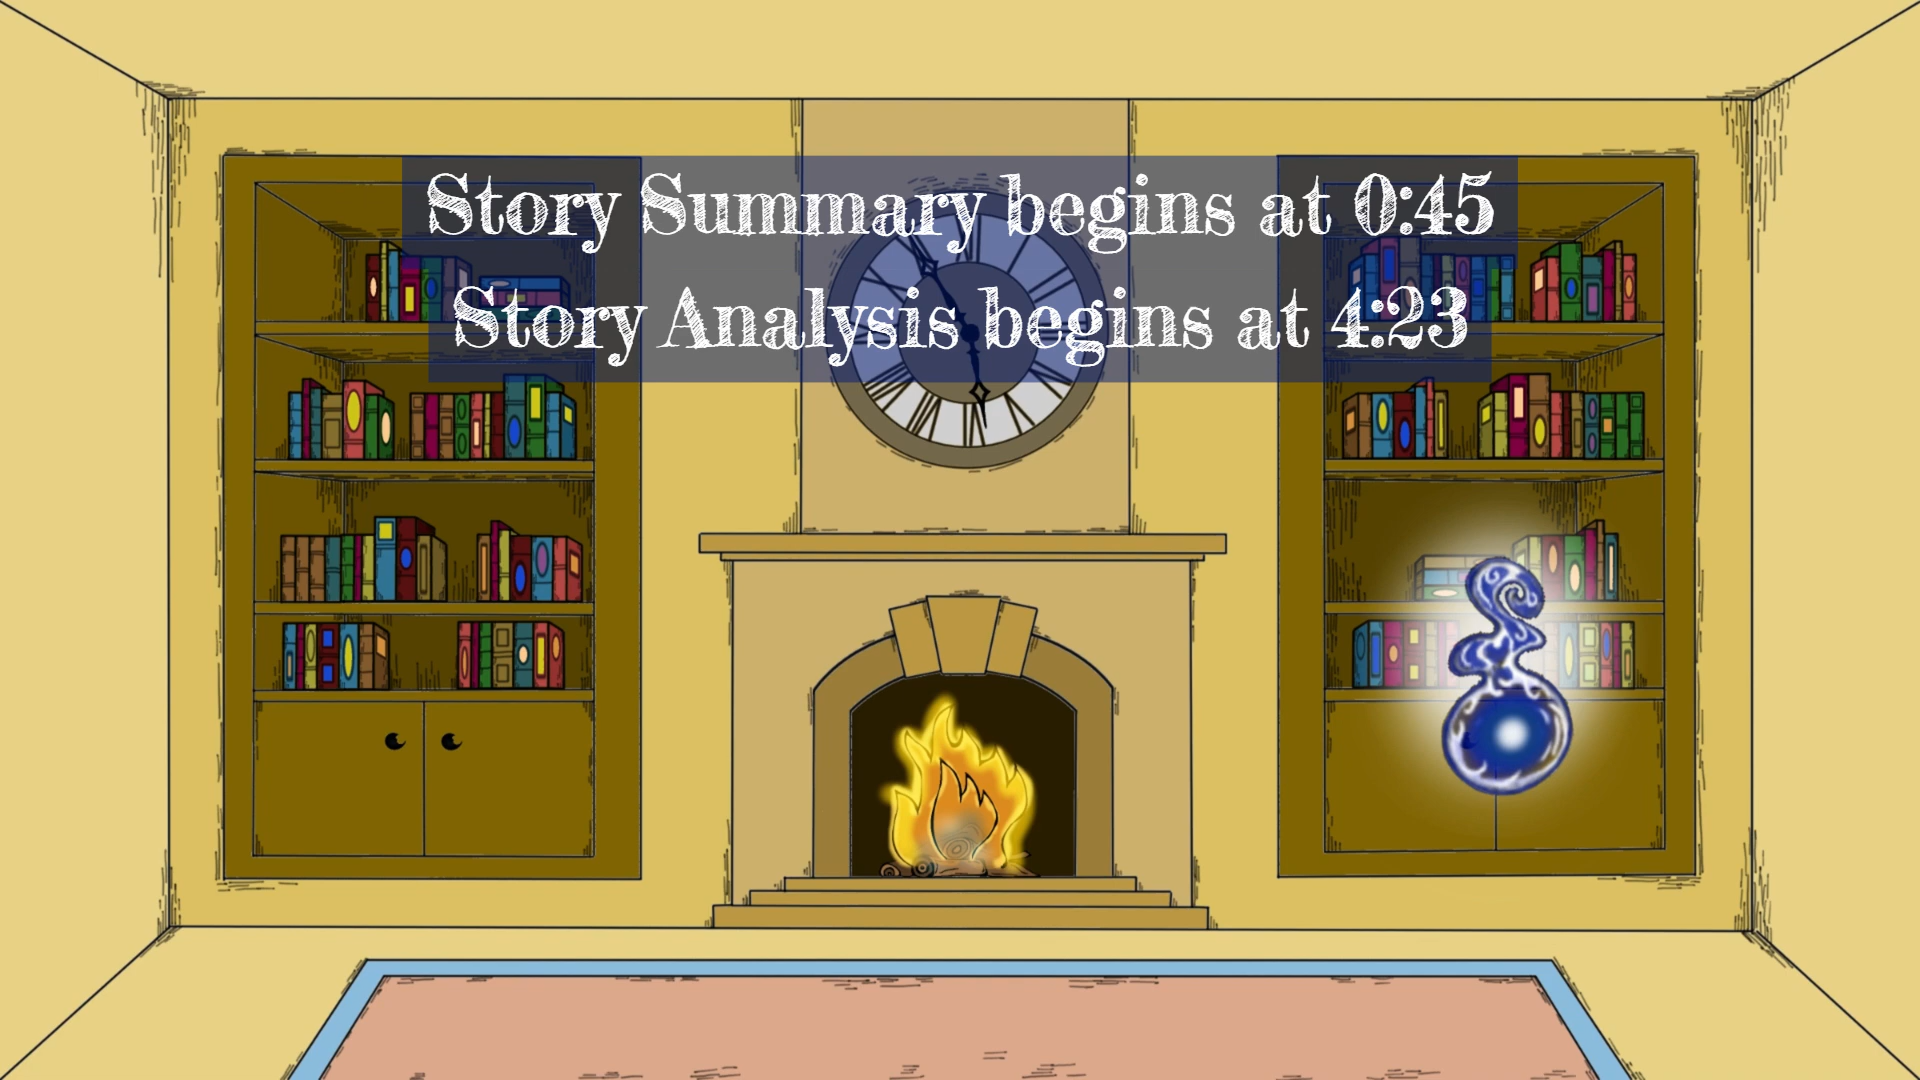 Story Summary begins at 0:45
Story Analysis begins at 4:23